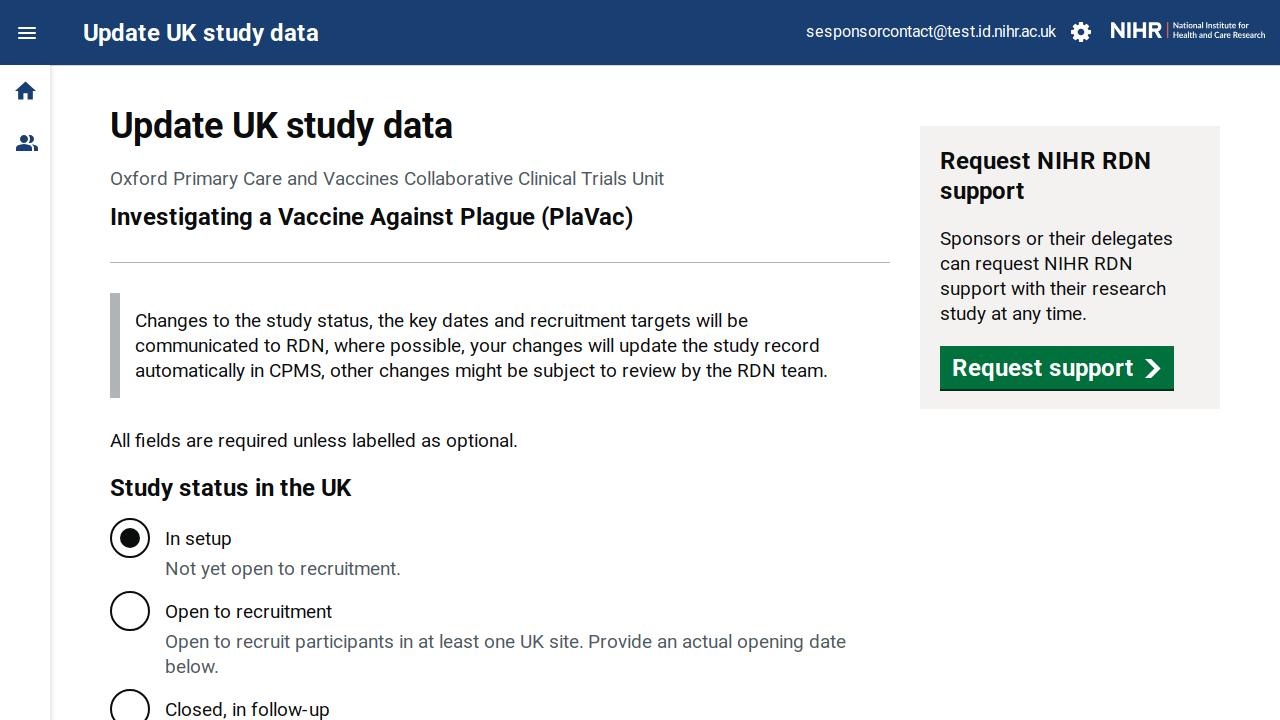 Update UK study data
sesponsorcontact@test.id.nihr.ac.uk
NIHR
National Institute for
Health and Care Research
Update UK study data
Oxford Primary Care and Vaccines Collaborative Clinical Trials Unit
Investigating a Vaccine Against Plague (PlaVac)
Changes to the study status, the key dates and recruitment targets will be
communicated to RDN, where possible, your changes will update the study record
automatically in CPMS, other changes might be subject to review by the RDN team.
All fields are required unless labelled as optional.
Study status in the UK
In setup
Not yet open to recruitment.
Open to recruitment
Open to recruit participants in at least one UK site. Provide an actual opening date
below.
Closed, in follow-up
Request NIHR RDN
support
Sponsors or their delegates
can request NIHR RDN
support with their research
study at any time.
Request support